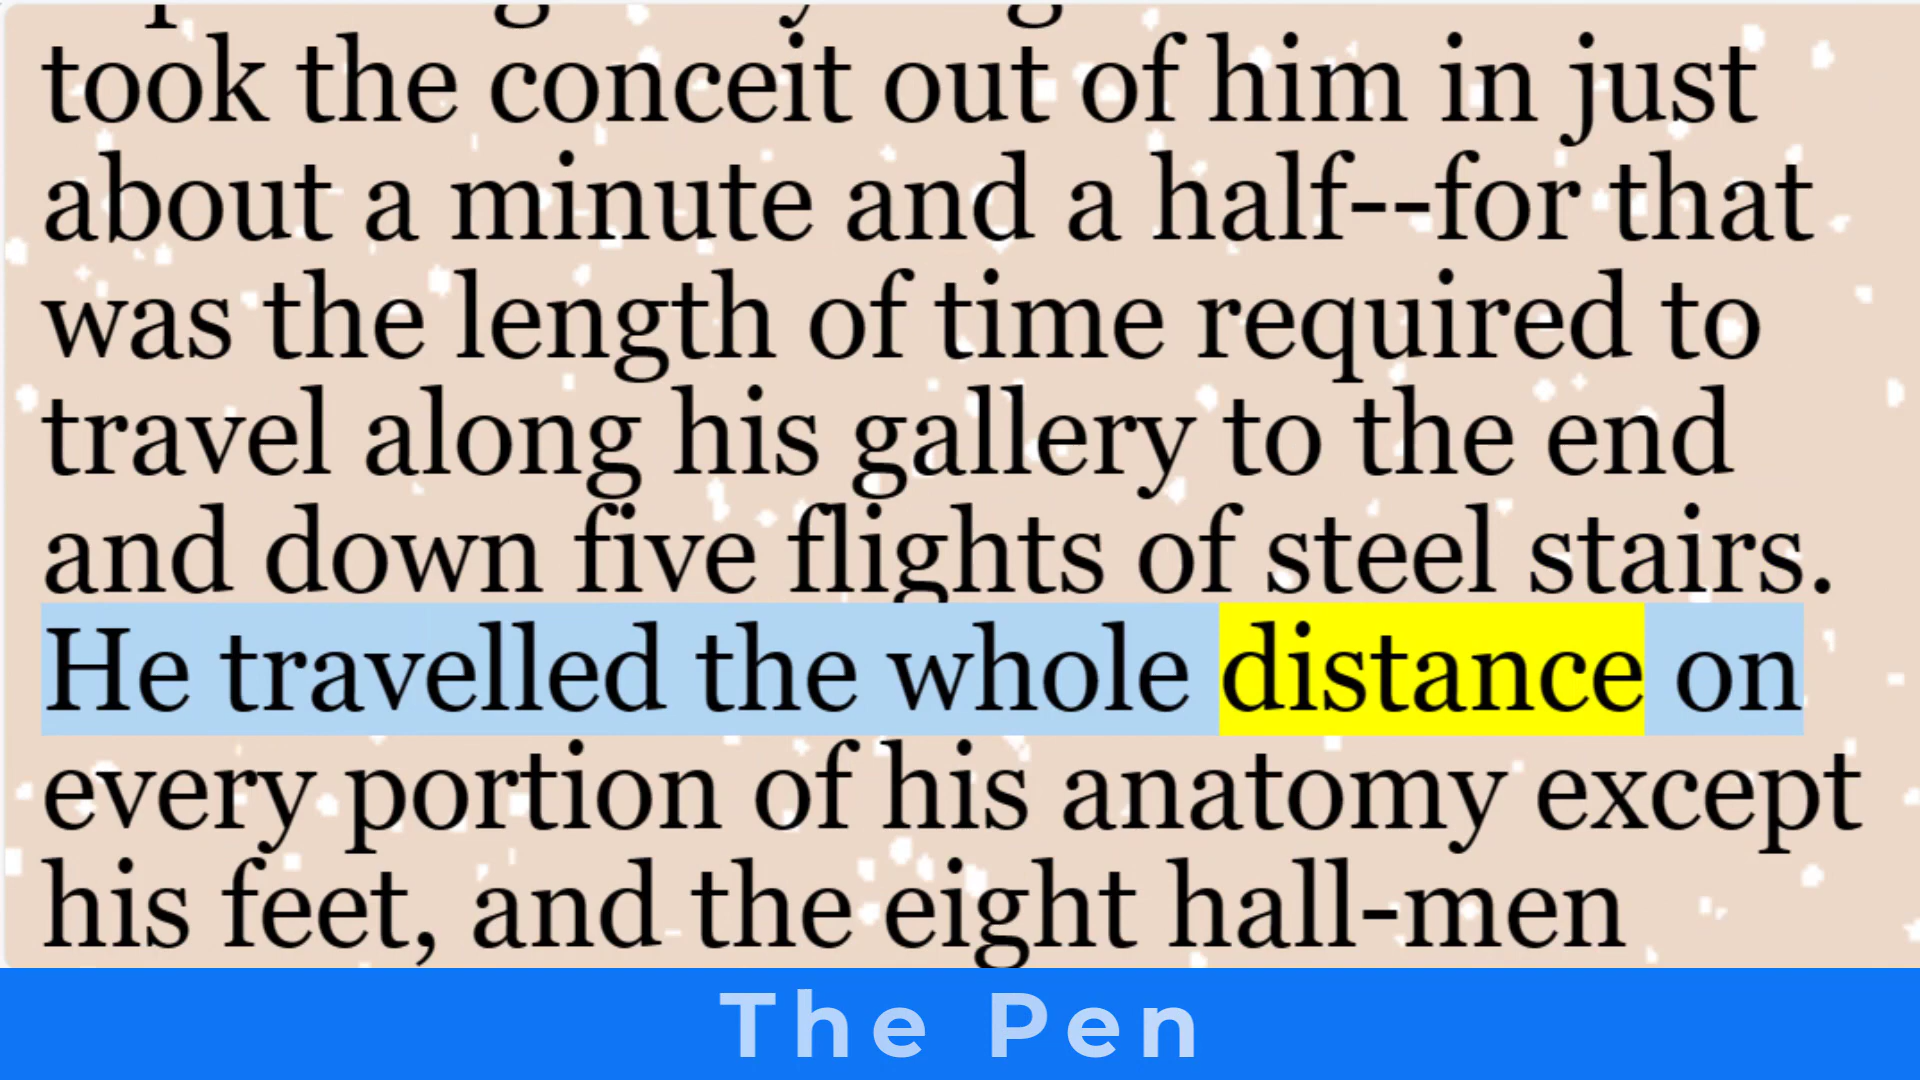 took the conceit out of him in just
about a minute and a half--for that
was the length of time required to
travel along his gallery to the end
and down five flights of steel stairs.
He travelled the whole distance on
every portion of his anatomy except
his feet, and the eight hall-men
The Pen